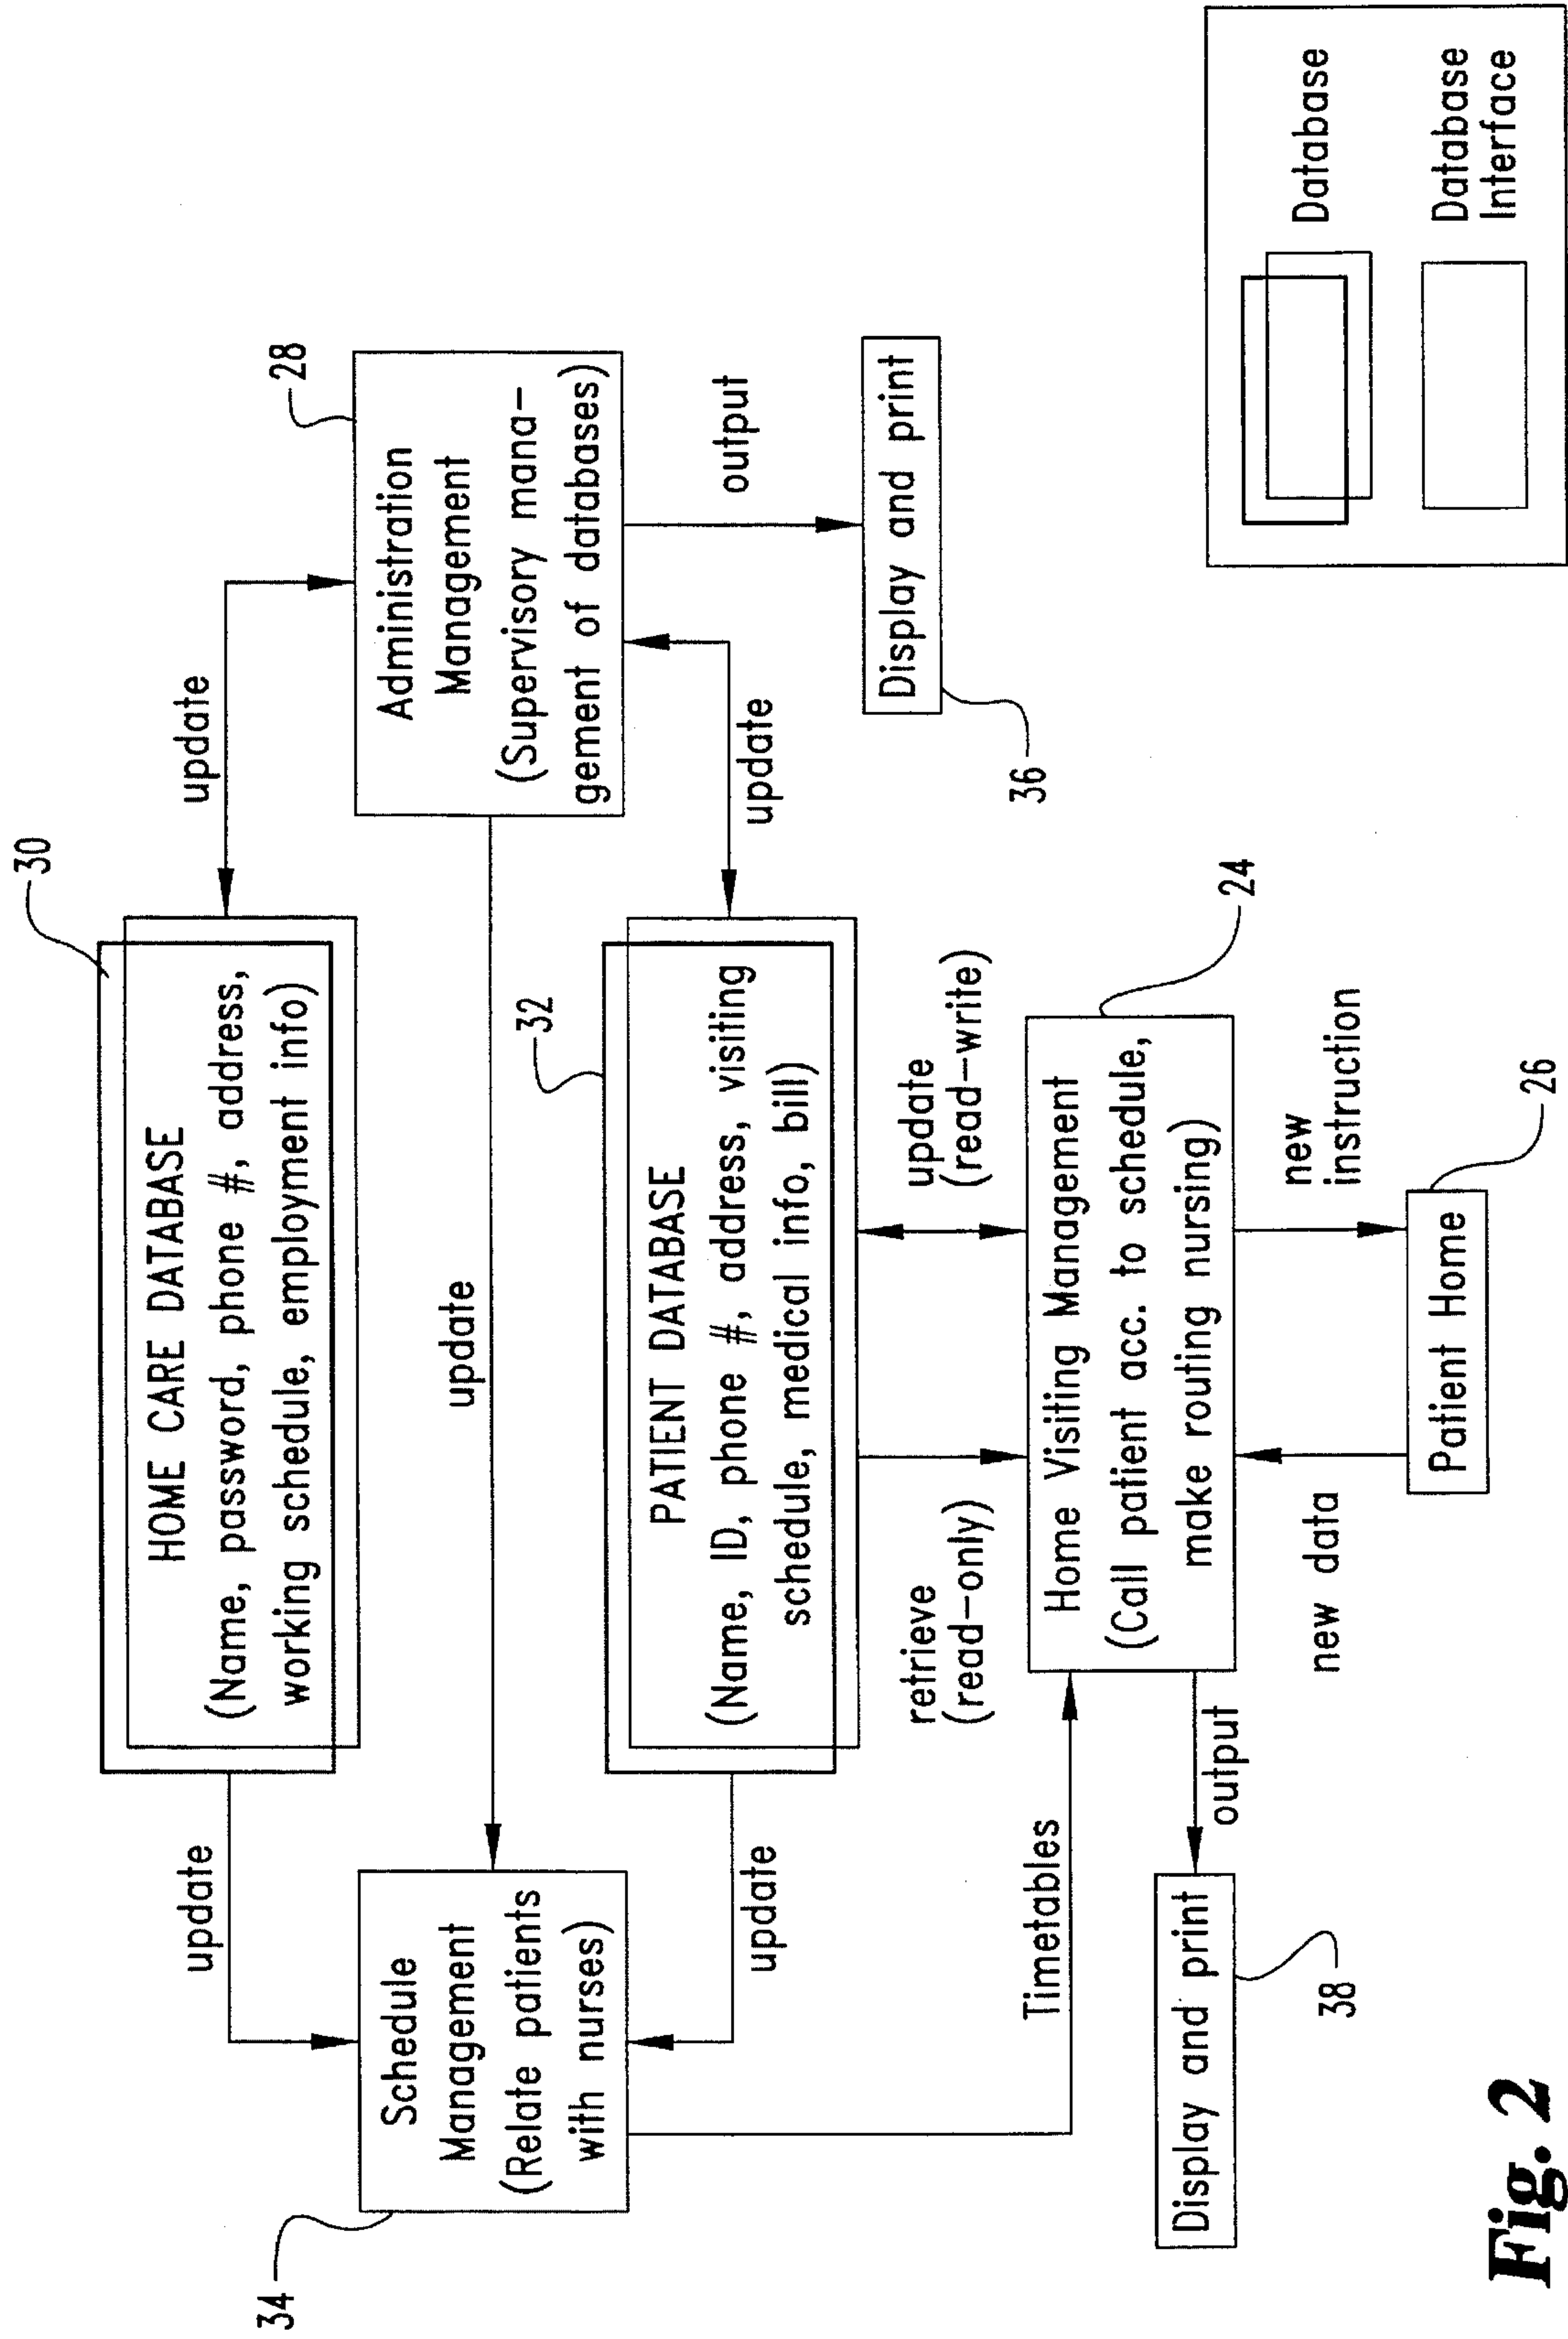 30
HOME CARE DATABASE
(Name, password, phone #, address,
working schedule, employment info)
update
update
28
Administration
Management
(Supervisory mana-
gement of databases)
34
Schedule
Management
(Relate patients
with nurses)
update
32
PATIENT DATABASE
(Name, ID, phone #, address, visiting
schedule, medical info, bill)
update
update
output
retrieve
(read-only)
update
(read-write)
Display and print
36
Timetables
24
Home Visiting Management
(Call patient acc. to schedule,
make routing nursing)
output
Display and print
38
new data
new
instruction
Patient Home
26
Database
Database
Interface
Fig. 2